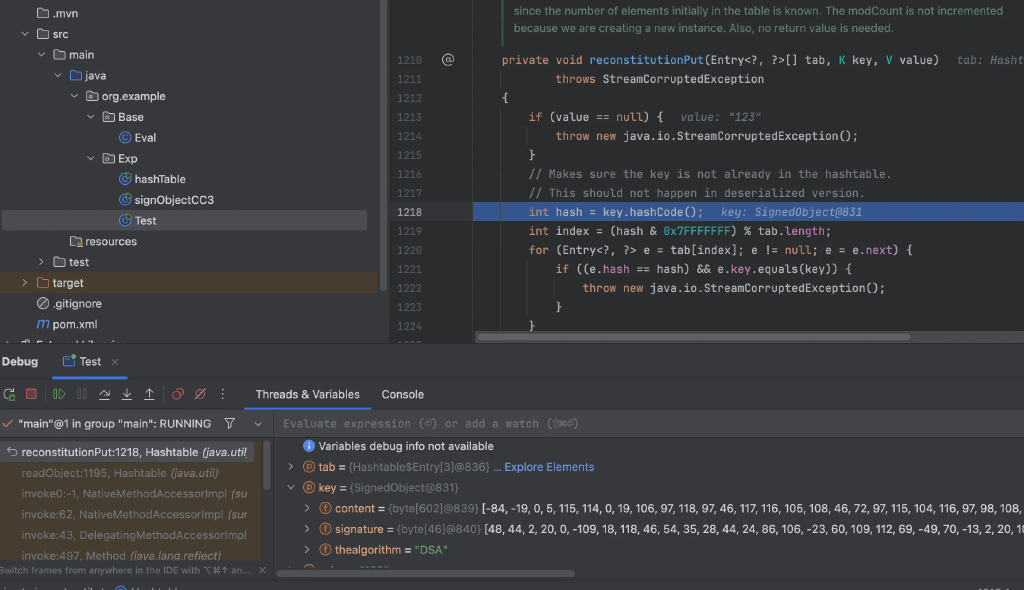 .mvn
src
main
java
org.example
Base
Eval
Exp
hashTable
signObjectCC3
Test
resources
test
target
.gitignore
pom.xml
since the number of elements initially in the table is known. The modCount is not incremented
because we are creating a new instance. Also, no return value is needed.
1210 @ private void reconstitutionPut(Entry<?, ?>[] tab, K key, V value) tab: Hasht
1211 throws StreamCorruptedException
1212 {
1213 if (value == null) { value: "123"
1214 throw new java.io.StreamCorruptedException();
1215 }
1216 // Makes sure the key is not already in the hashtable.
1217 // This should not happen in deserialized version.
1218 int hash = key.hashCode(); key: SignedObject@831
1219 int index = (hash & 0x7FFFFFFF) % tab.length;
1220 for (Entry<?, ?> e = tab[index]; e != null; e = e.next) {
1221 if ((e.hash == hash) && e.key.equals(key)) {
1222 throw new java.io.StreamCorruptedException();
1223 }
1224 }
Debug Test
Threads & Variables Console
"main"@1 in group "main": RUNNING
Evaluate expression (⏎) or add a watch (⇧⌘⏎)
reconstitutionPut:1218, Hashtable (java.util
readObject:1195, Hashtable (java.util)
invoke0:-1, NativeMethodAccessorImpl (su
invoke:62, NativeMethodAccessorImpl (sur
invoke:43, DelegatingMethodAccessorImpl
invoke:497, Method (java.lang.reflect)
Switch frames from anywhere in the IDE with ⌥⌘↑ an...
Variables debug info not available
tab = {Hashtable$Entry[3]@836} ... Explore Elements
key = {SignedObject@831}
content = {byte[602]@839} [-84, -19, 0, 5, 115, 114, 0, 19, 106, 97, 118, 97, 46, 117, 116, 105, 108, 46, 72, 97, 115, 104, 116, 97, 98, 108,
signature = {byte[46]@840} [48, 44, 2, 20, 0, -109, 18, 118, 46, 54, 35, 28, 44, 24, 86, 106, -23, 60, 109, 112, 69, -49, 70, -13, 2, 20, 10
thealgorithm = "DSA"